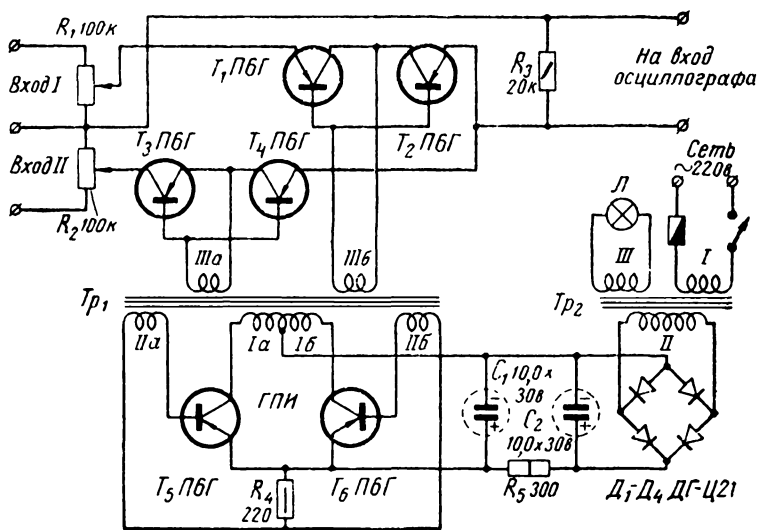 R₁ 100к
Вход I
Вход II
R₂ 100к
Т₁ П6Г
Т₂ П6Г
Т₃ П6Г
Т₄ П6Г
R₃
20к
На вход
осциллографа
Сеть
~220в
Л
III
I
IIIа
IIIб
Тр₁
Тр₂
IIа
Iа
Iб
IIб
II
ГПИ
С₁ 10,0х
30в
С₂
10,0х30в
Т₅ П6Г
R₄
220
Т₆ П6Г
R₅ 300
Д₁-Д₄ ДГ-Ц21